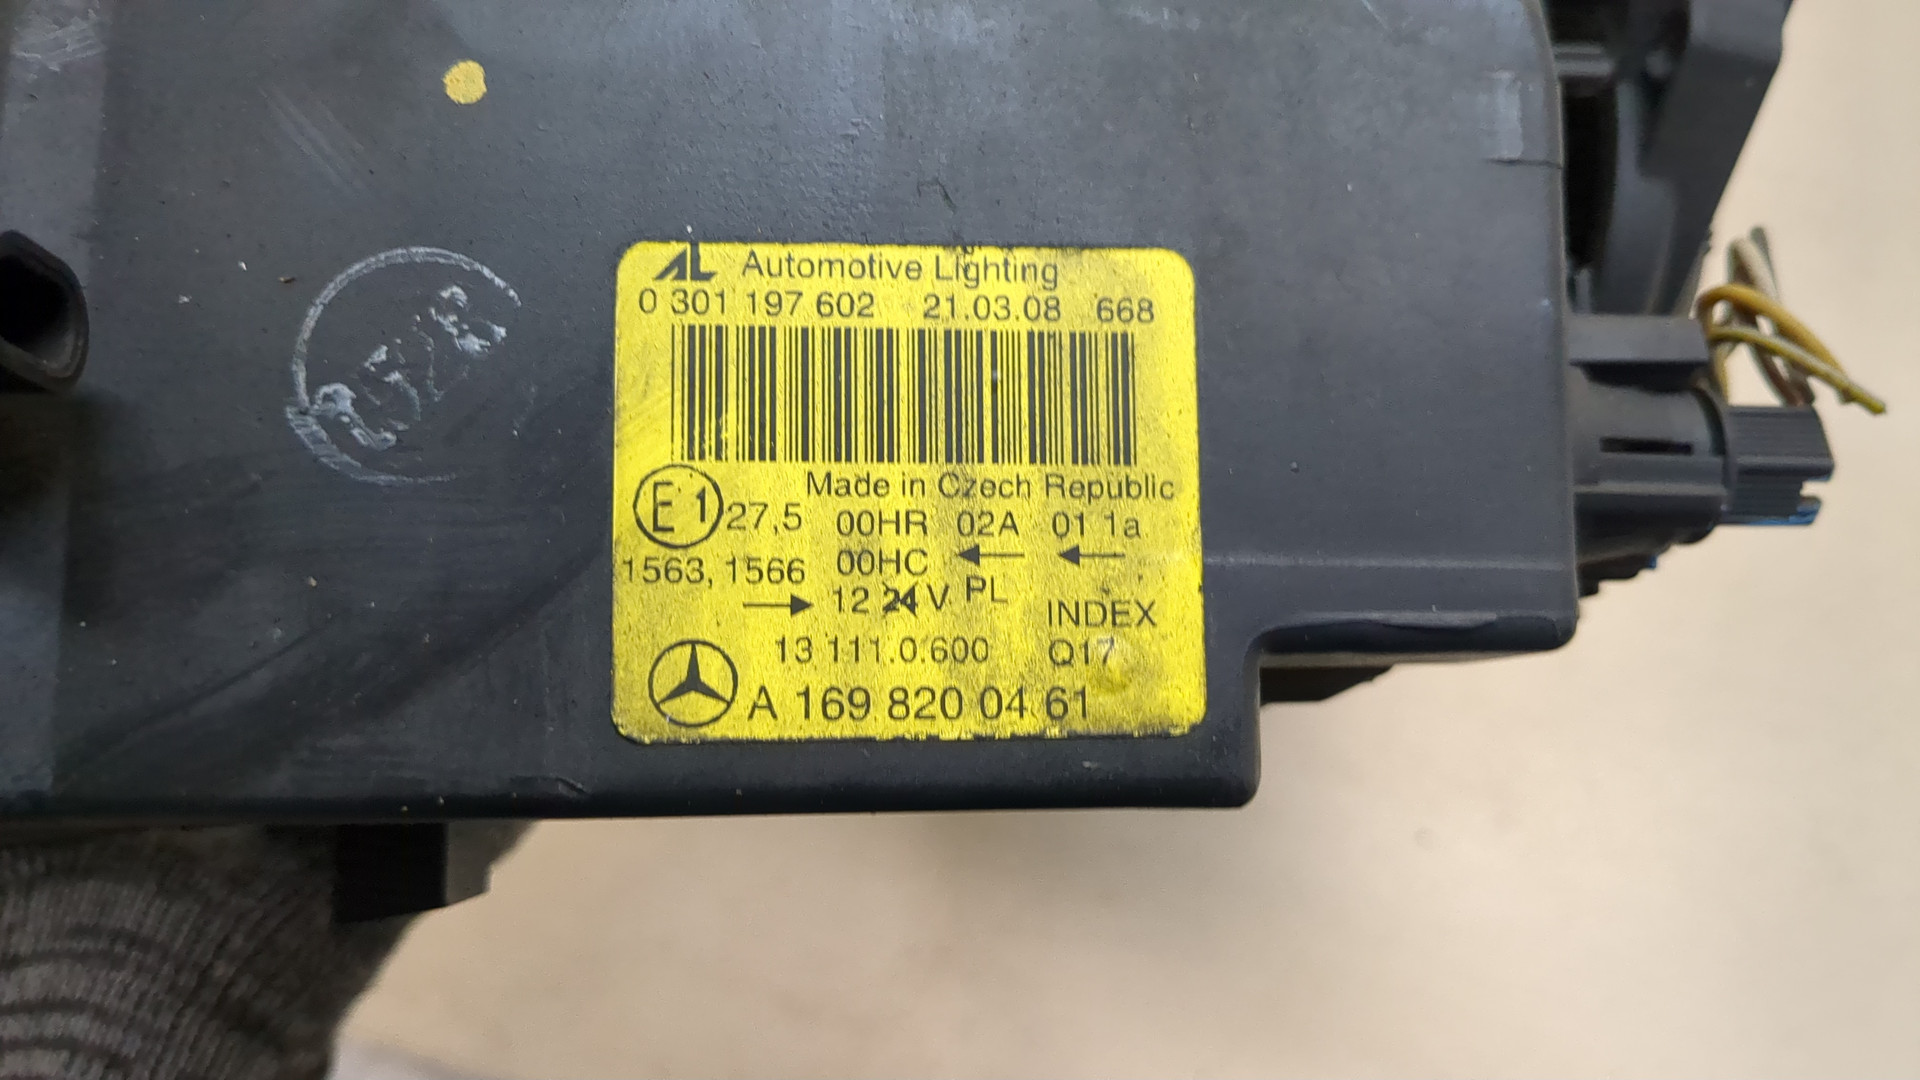 AL Automotive Lighting
0 301 197 602 21.03.08 668
Made in Czech Republic
E1 27,5 00HR 02A 01 1a
1563, 1566 00HC ← ←
→ 12 24 V PL
INDEX
13 111.0.600 Q17
A 169 820 04 61